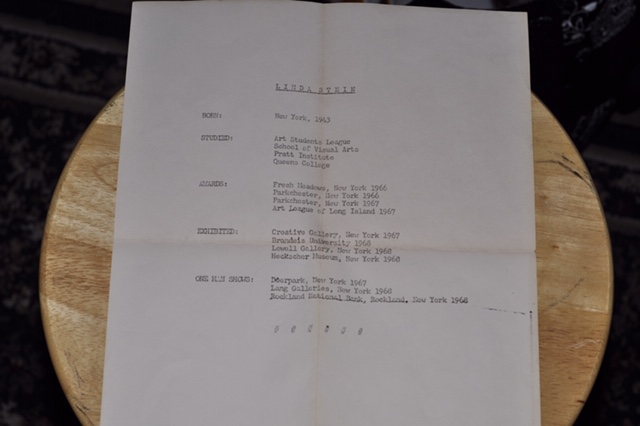 LINDA STEIN
BORN: New York, 1943
STUDIED: Art Students League
School of Visual Arts
Pratt Institute
Queens College
AWARDS: Fresh Meadows, New York 1966
Parkchester, New York 1966
Parkchester, New York 1967
Art League of Long Island 1967
EXHIBITED: Creative Gallery, New York 1967
Brandeis University 1968
Lowell Gallery, New York 1968
Heckscher Museum, New York 1968
ONE MAN SHOWS: Deerpark, New York 1967
Lang Galleries, New York 1968
Rockland National Bank, Rockland, New York 1968